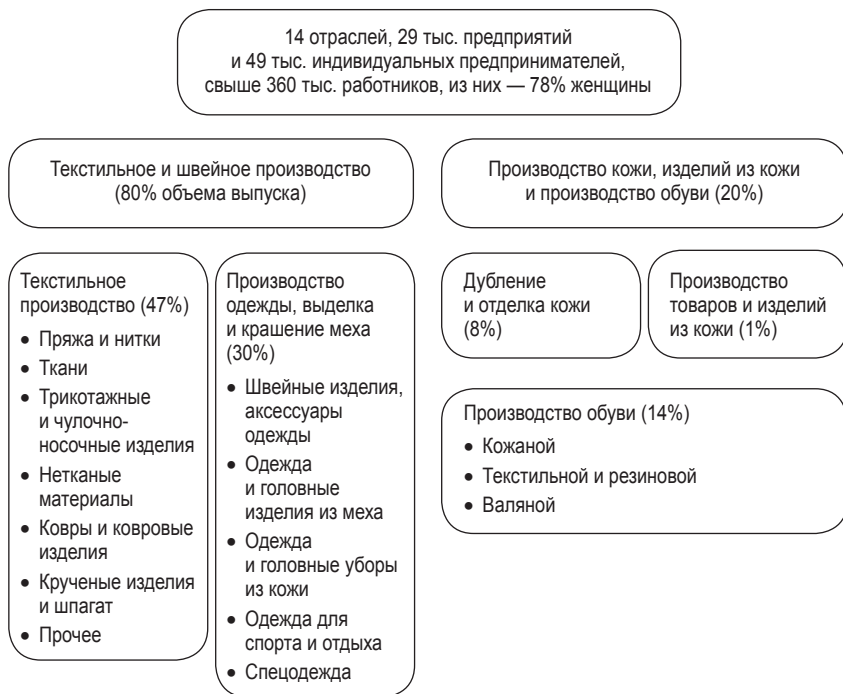 14 отраслей, 29 тыс. предприятий
и 49 тыс. индивидуальных предпринимателей,
свыше 360 тыс. работников, из них — 78% женщины
Текстильное и швейное производство
(80% объема выпуска)
Производство кожи, изделий из кожи
и производство обуви (20%)
Текстильное
производство (47%)
• Пряжа и нитки
• Ткани
• Трикотажные
и чулочно-
носочные изделия
• Нетканые
материалы
• Ковры и ковровые
изделия
• Крученые изделия
и шпагат
• Прочее
Производство
одежды, выделка
и крашение меха
(30%)
• Швейные изделия,
аксессуары
одежды
• Одежда
и головные
изделия из меха
• Одежда
и головные уборы
из кожи
• Одежда для
спорта и отдыха
• Спецодежда
Дубление
и отделка кожи
(8%)
Производство
товаров и изделий
из кожи (1%)
Производство обуви (14%)
• Кожаной
• Текстильной и резиновой
• Валяной